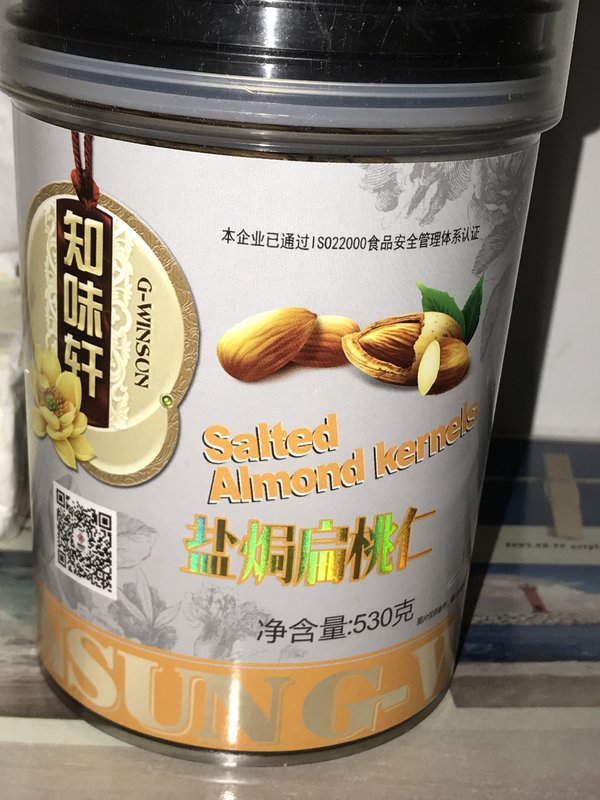 本企业已通过ISO22000食品安全管理体系认证
知味轩
G-WINSUN
Salted
Almond kernels
盐焗扁桃仁
净含量:530克
SUN G-W